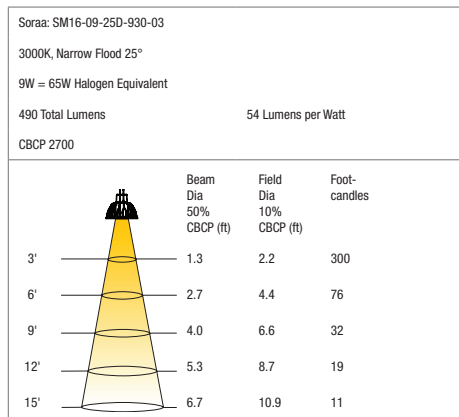 Soraa: SM16-09-25D-930-03
3000K, Narrow Flood 25°
9W = 65W Halogen Equivalent
490 Total Lumens 54 Lumens per Watt
CBCP 2700
Beam Dia 50% CBCP (ft)
Field Dia 10% CBCP (ft)
Foot-candles
3' 1.3 2.2 300
6' 2.7 4.4 76
9' 4.0 6.6 32
12' 5.3 8.7 19
15' 6.7 10.9 11